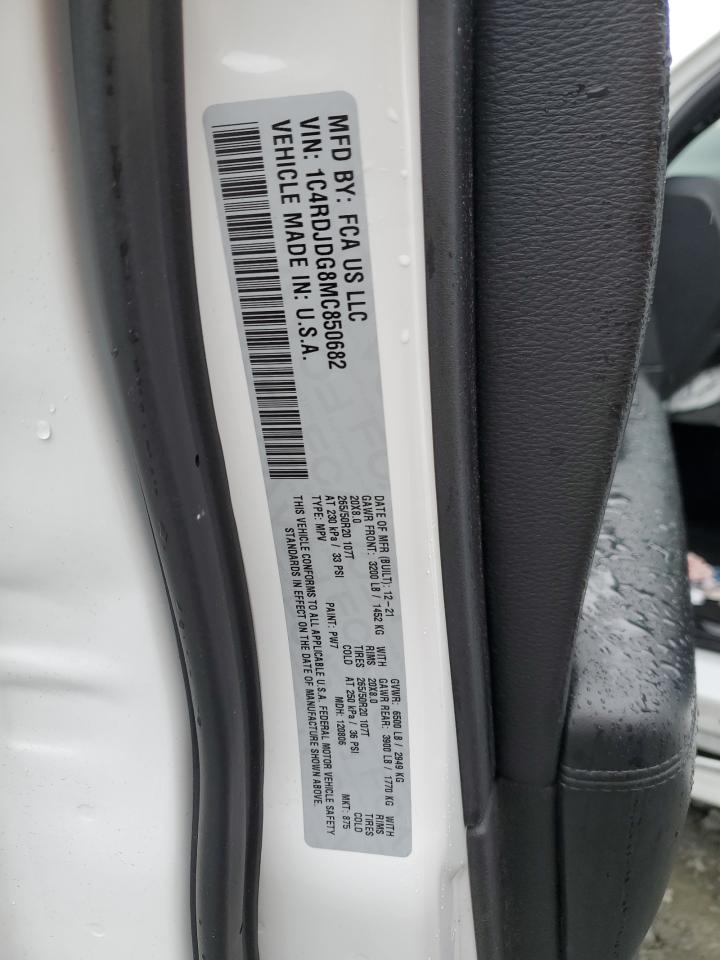 MFD BY: FCA US LLC
VIN: 1C4RDJDG8MC850682
VEHICLE MADE IN: U.S.A.
DATE OF MFR (BUILT): 12-21 GVWR: 6500 LB / 2949 KG
GAWR FRONT: 3200 LB / 1452 KG WITH GAWR REAR: 3900 LB / 1770 KG WITH
20X8.0 RIMS 20X8.0 RIMS
265/50R20 107T TIRES 265/50R20 107T TIRES
AT 230 kPa / 33 PSI COLD AT 250 kPa / 36 PSI COLD
TYPE: MPV PAINT: PW7 MDH: 120806 MKT: 875
THIS VEHICLE CONFORMS TO ALL APPLICABLE U.S.A. FEDERAL MOTOR VEHICLE SAFETY
STANDARDS IN EFFECT ON THE DATE OF MANUFACTURE SHOWN ABOVE.